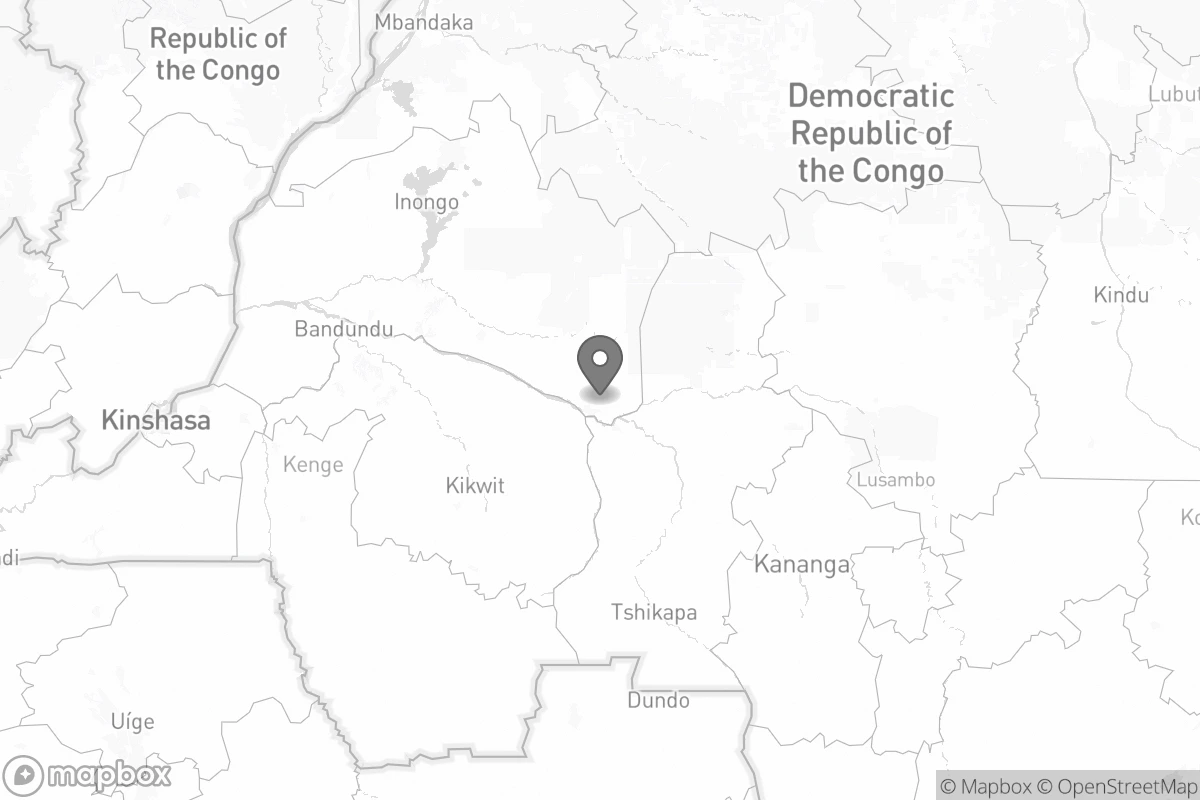 Mbandaka
Republic of
the Congo
Democratic
Republic of
the Congo
Lubut
Inongo
Kindu
Bandundu
Kinshasa
Kenge
Kikwit
Lusambo
Ko
di
Kananga
Tshikapa
Dundo
Uíge
mapbox
© Mapbox © OpenStreetMap